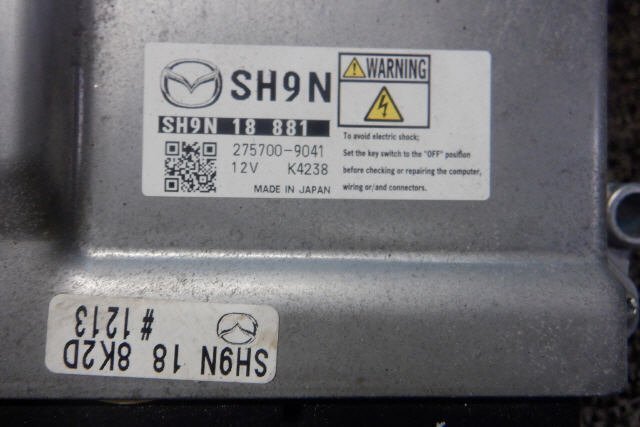 SH9N
SH9N 18 881
275700-9041
12V K4238
MADE IN JAPAN
WARNING
To avoid electric shock;
Set the key switch to the "OFF" position
before checking or repairing the computer,
wiring or/and connectors.
SH9N 18 8K2D
#1213